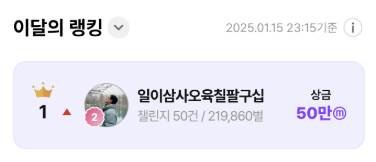 이달의 랭킹
2025.01.15 23:15기준 i
1
2
일이삼사오육칠팔구십
챌린지 50건 / 219,860별
상금
50만ⓜ